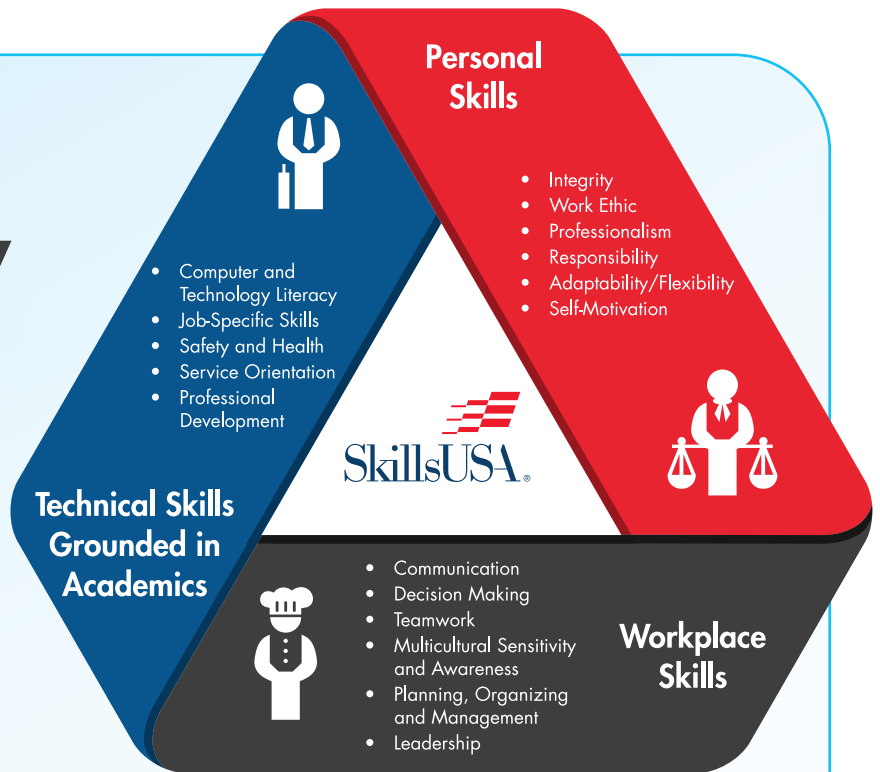 Personal
Skills
• Integrity
• Work Ethic
• Professionalism
• Responsibility
• Adaptability/Flexibility
• Self-Motivation
• Computer and
Technology Literacy
• Job-Specific Skills
• Safety and Health
• Service Orientation
• Professional
Development
Technical Skills
Grounded in
Academics
SkillsUSA®
• Communication
• Decision Making
• Teamwork
• Multicultural Sensitivity
and Awareness
• Planning, Organizing
and Management
• Leadership
Workplace
Skills